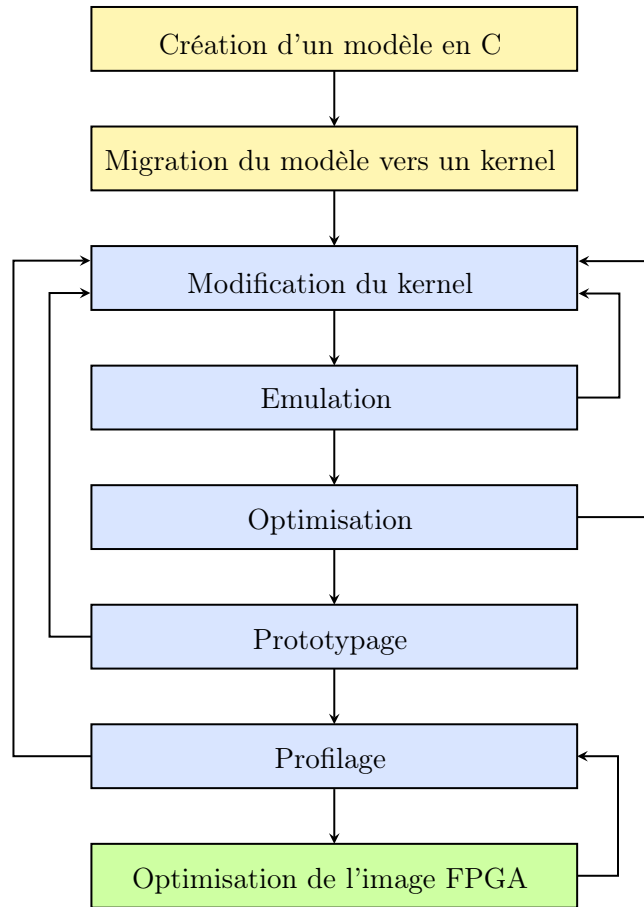 Création d'un modèle en C
Migration du modèle vers un kernel
Modification du kernel
Emulation
Optimisation
Prototypage
Profilage
Optimisation de l'image FPGA